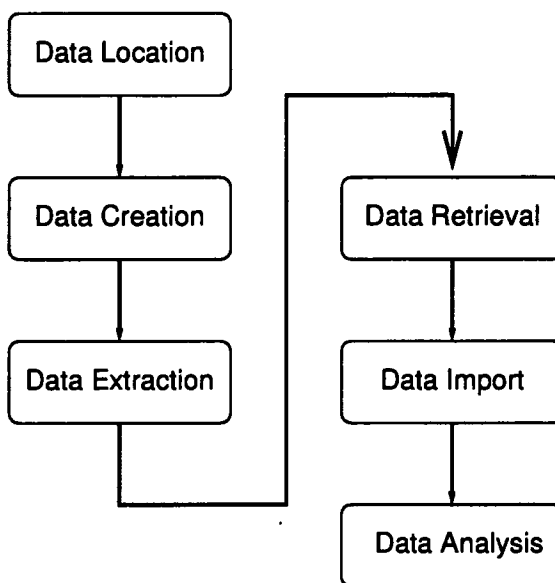 Data Location
Data Creation
Data Extraction
Data Retrieval
Data Import
Data Analysis